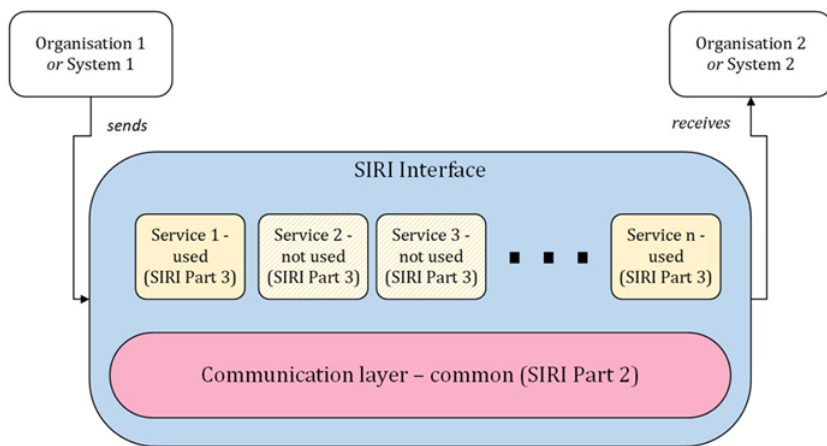 Organisation 1
or System 1
Organisation 2
or System 2
sends
receives
SIRI Interface
Service 1 -
used
(SIRI Part 3)
Service 2 -
not used
(SIRI Part 3)
Service 3 -
not used
(SIRI Part 3)
Service n -
used
(SIRI Part 3)
Communication layer – common (SIRI Part 2)